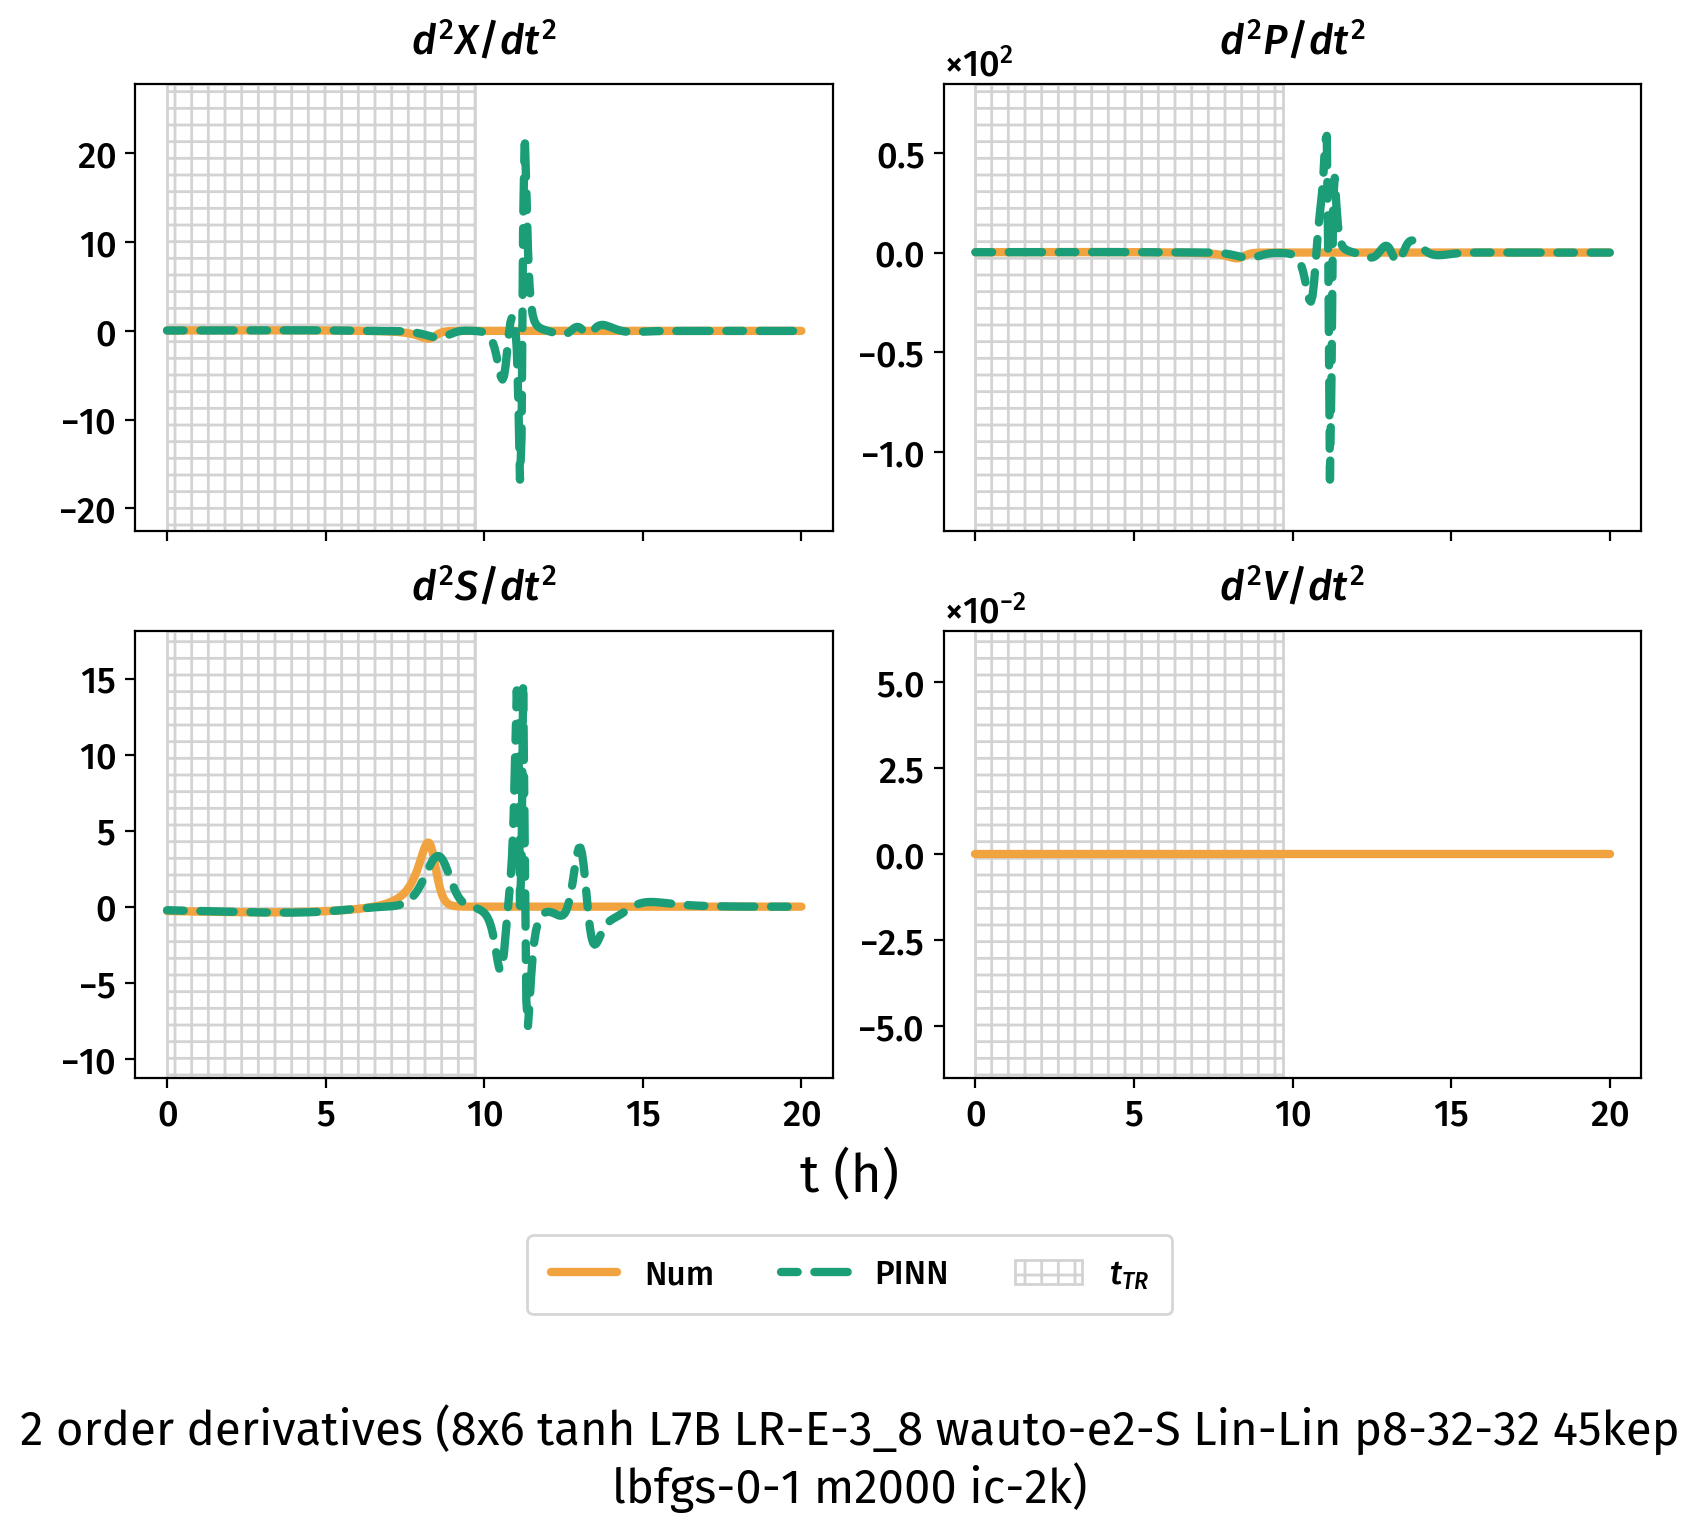 d²X/dt²
20
10
0
−10
−20
d²P/dt²
×10²
0.5
0.0
−0.5
−1.0
d²S/dt²
15
10
5
0
−5
−10
0 5 10 15 20
d²V/dt²
×10⁻²
5.0
2.5
0.0
−2.5
−5.0
0 5 10 15 20
t (h)
Num PINN t_TR
2 order derivatives (8x6 tanh L7B LR-E-3_8 wauto-e2-S Lin-Lin p8-32-32 45kep
lbfgs-0-1 m2000 ic-2k)